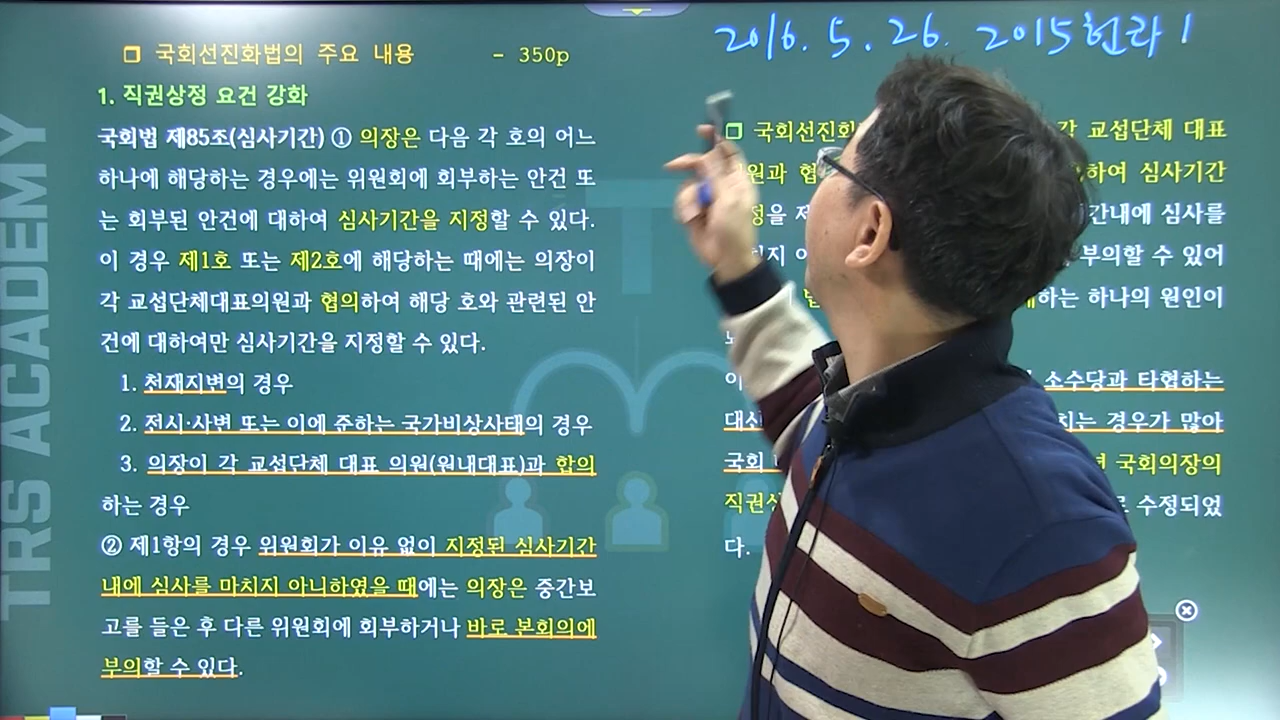 TRS ACADEMY
❒ 국회선진화법의 주요 내용 - 350p
1. 직권상정 요건 강화
국회법 제85조(심사기간) ① 의장은 다음 각 호의 어느
하나에 해당하는 경우에는 위원회에 회부하는 안건 또
는 회부된 안건에 대하여 심사기간을 지정할 수 있다.
이 경우 제1호 또는 제2호에 해당하는 때에는 의장이
각 교섭단체대표의원과 협의하여 해당 호와 관련된 안
건에 대하여만 심사기간을 지정할 수 있다.
1. 천재지변의 경우
2. 전시·사변 또는 이에 준하는 국가비상사태의 경우
3. 의장이 각 교섭단체 대표 의원(원내대표)과 합의
하는 경우
② 제1항의 경우 위원회가 이유 없이 지정된 심사기간
내에 심사를 마치지 아니하였을 때에는 의장은 중간보
고를 들은 후 다른 위원회에 회부하거나 바로 본회의에
부의할 수 있다.
2016. 5. 26. 2015헌라1
❒ 국회선진화 각 교섭단체 대표
원과 하여 심사기간
을 심사를
부의할 수 있어
하는 하나의 원인이
소수당과 타협하는
는 경우가 많아
국회 국회의장의
직권 수정되었
다.